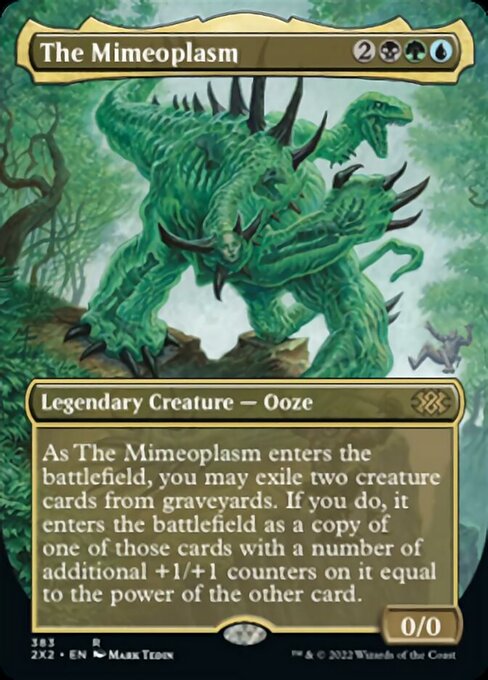 The Mimeoplasm 2
Legendary Creature — Ooze
As The Mimeoplasm enters the
battlefield, you may exile two creature
cards from graveyards. If you do, it
enters the battlefield as a copy of
one of those cards with a number of
additional +1/+1 counters on it equal
to the power of the other card.
0/0
383 R
2X2 • EN MARK TEDIN
™ & © 2022 Wizards of the Coast